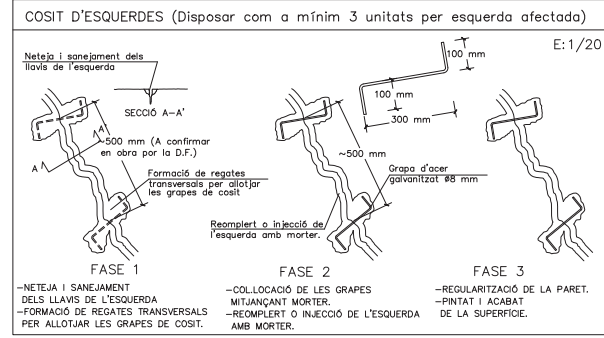 COSIT D'ESQUERDES (Disposar com a mínim 3 unitats per esquerda afectada)
E:1/20
Neteja i sanejament dels
llavis de l'esquerda
SECCIÓ A-A'
A'
A
~500 mm (A confirmar
en obra por la D.F.)
Formació de regates
transversals per allotjar
les grapes de cosit
100 mm
100 mm
300 mm
~500 mm
Grapa d'acer
galvanitzat ø8 mm
Reomplert o injecció de
l'esquerda amb morter.
FASE 1
-NETEJA I SANEJAMENT
DELS LLAVIS DE L'ESQUERDA
-FORMACIÓ DE REGATES TRANSVERSALS
PER ALLOTJAR LES GRAPES DE COSIT.
FASE 2
-COL.LOCACIÓ DE LES GRAPES
MITJANÇANT MORTER.
-REOMPLERT O INJECCIÓ DE L'ESQUERDA
AMB MORTER.
FASE 3
-REGULARITZACIÓ DE LA PARET.
-PINTAT I ACABAT
DE LA SUPERFÍCIE.